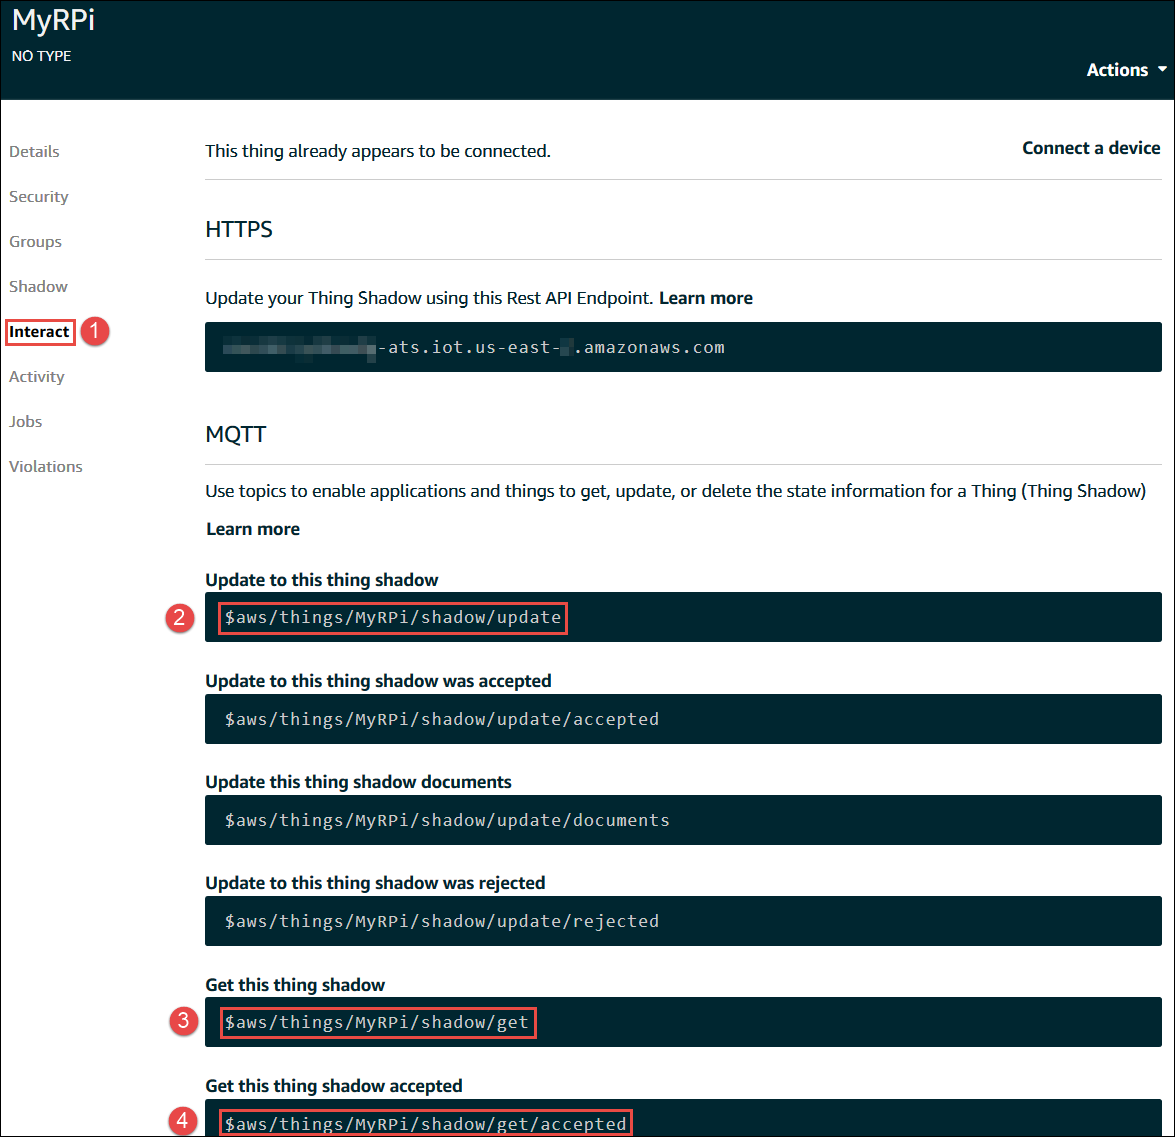 MyRPi
NO TYPE
Actions
Details
Security
Groups
Shadow
Interact 1
Activity
Jobs
Violations
This thing already appears to be connected.
Connect a device
HTTPS
Update your Thing Shadow using this Rest API Endpoint. Learn more
-ats.iot.us-east- .amazonaws.com
MQTT
Use topics to enable applications and things to get, update, or delete the state information for a Thing (Thing Shadow)
Learn more
Update to this thing shadow
2 $aws/things/MyRPi/shadow/update
Update to this thing shadow was accepted
$aws/things/MyRPi/shadow/update/accepted
Update this thing shadow documents
$aws/things/MyRPi/shadow/update/documents
Update to this thing shadow was rejected
$aws/things/MyRPi/shadow/update/rejected
Get this thing shadow
3 $aws/things/MyRPi/shadow/get
Get this thing shadow accepted
4 $aws/things/MyRPi/shadow/get/accepted